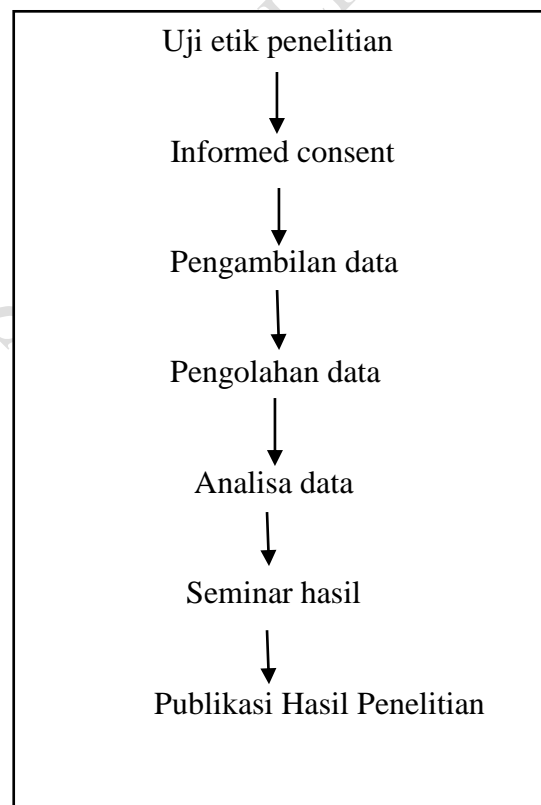 Uji etik penelitian
Informed consent
Pengambilan data
Pengolahan data
Analisa data
Seminar hasil
Publikasi Hasil Penelitian